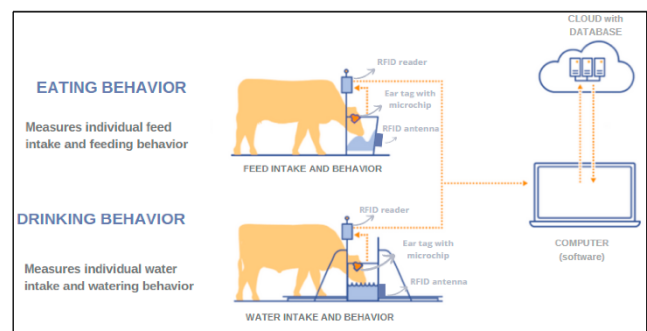 CLOUD with
DATABASE
RFID reader
EATING BEHAVIOR
Ear tag with
microchip
Measures individual feed
intake and feeding behavior
RFID antenna
FEED INTAKE AND BEHAVIOR
RFID reader
DRINKING BEHAVIOR
Ear tag with
microchip
COMPUTER
(software)
Measures individual water
intake and watering behavior
RFID antenna
WATER INTAKE AND BEHAVIOR